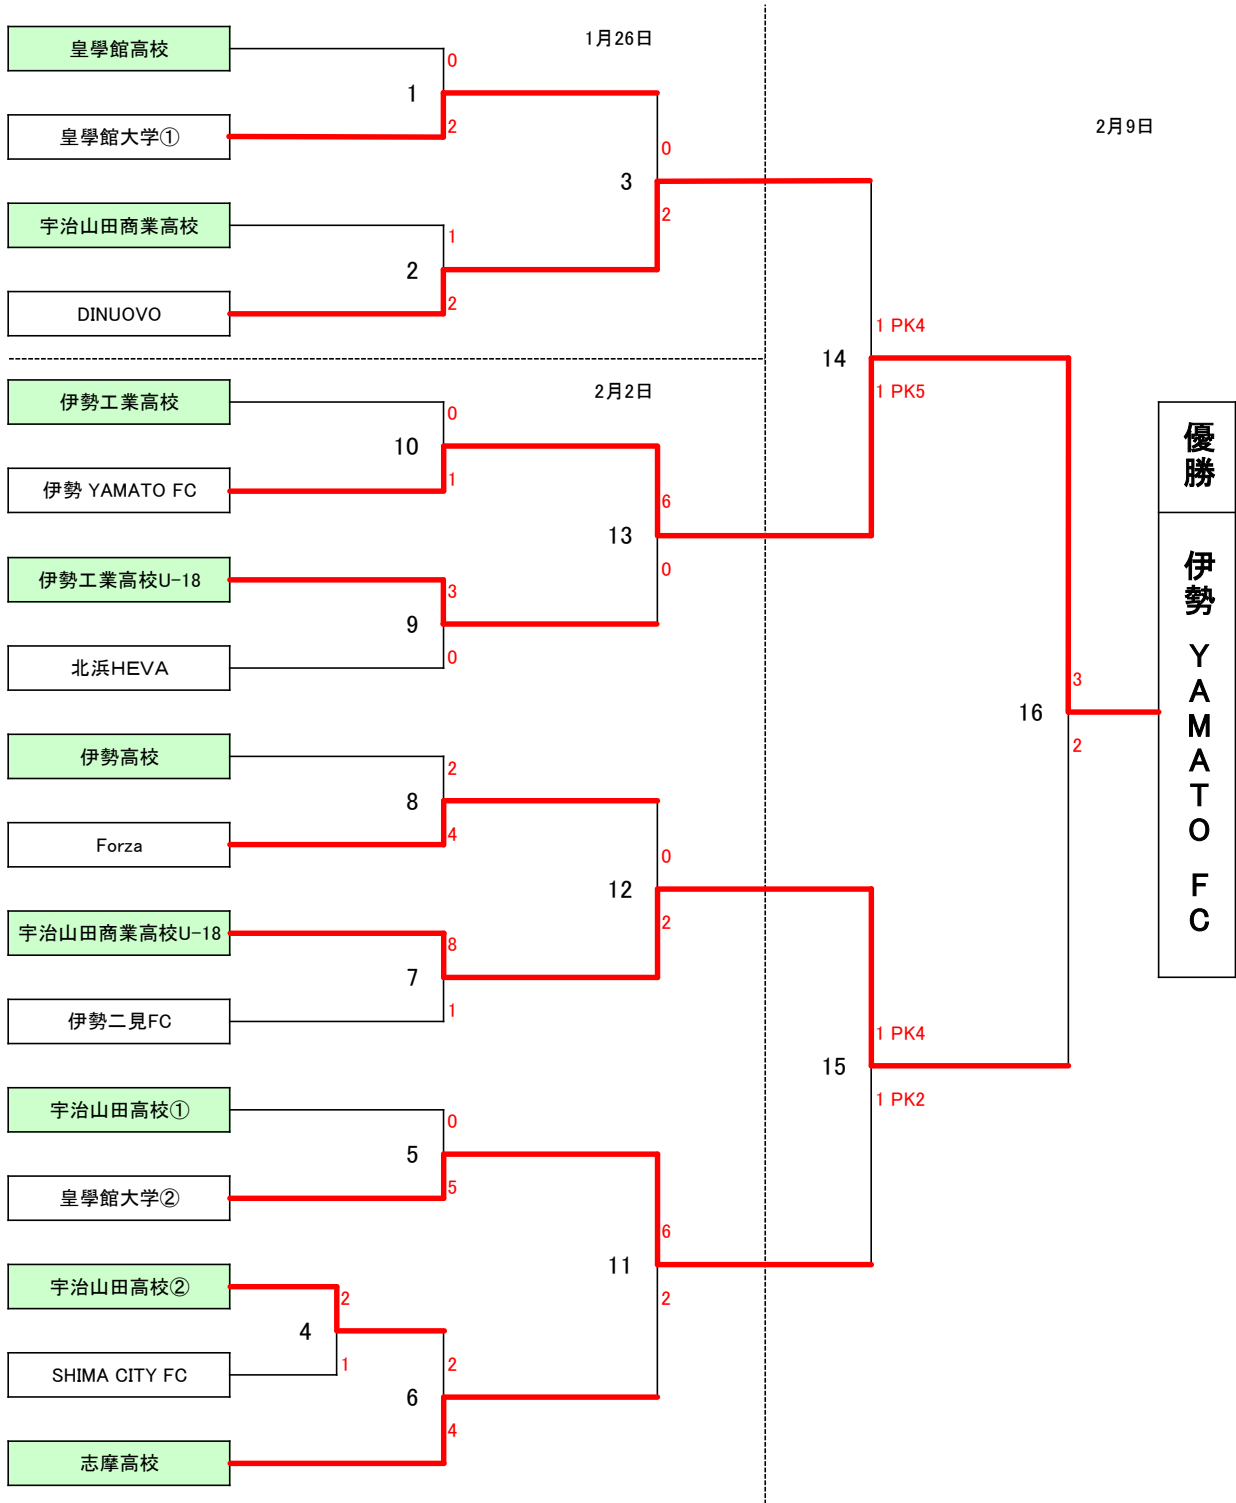 1月26日
2月9日
皇學館高校
0
1
皇學館大学①
2
0
3
2
宇治山田商業高校
1
2
DINUOVO
2
1 PK4
14
1 PK5
2月2日
伊勢工業高校
0
10
伊勢 YAMATO FC
1
6
13
0
伊勢工業高校U-18
3
9
北浜HEVA
0
伊勢高校
2
8
Forza
4
0
12
2
宇治山田商業高校U-18
8
7
伊勢二見FC
1
1 PK4
15
1 PK2
宇治山田高校①
0
5
皇學館大学②
5
6
11
2
宇治山田高校②
2
4
SHIMA CITY FC
1
2
6
4
志摩高校
3
16
2
優勝
伊勢 YAMATO FC